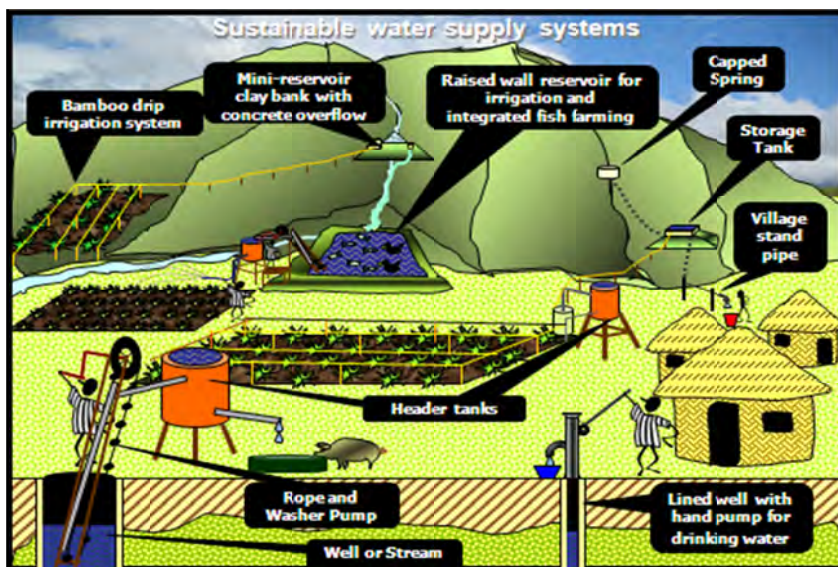 Sustainable water supply systems
Mini-reservoir
clay bank with
concrete overflow
Raised wall reservoir for
irrigation and
integrated fish farming
Capped
Spring
Bamboo drip
irrigation system
Storage
Tank
Village
stand
pipe
Header tanks
Rope and
Washer Pump
Well or Stream
Lined well with
hand pump for
drinking water